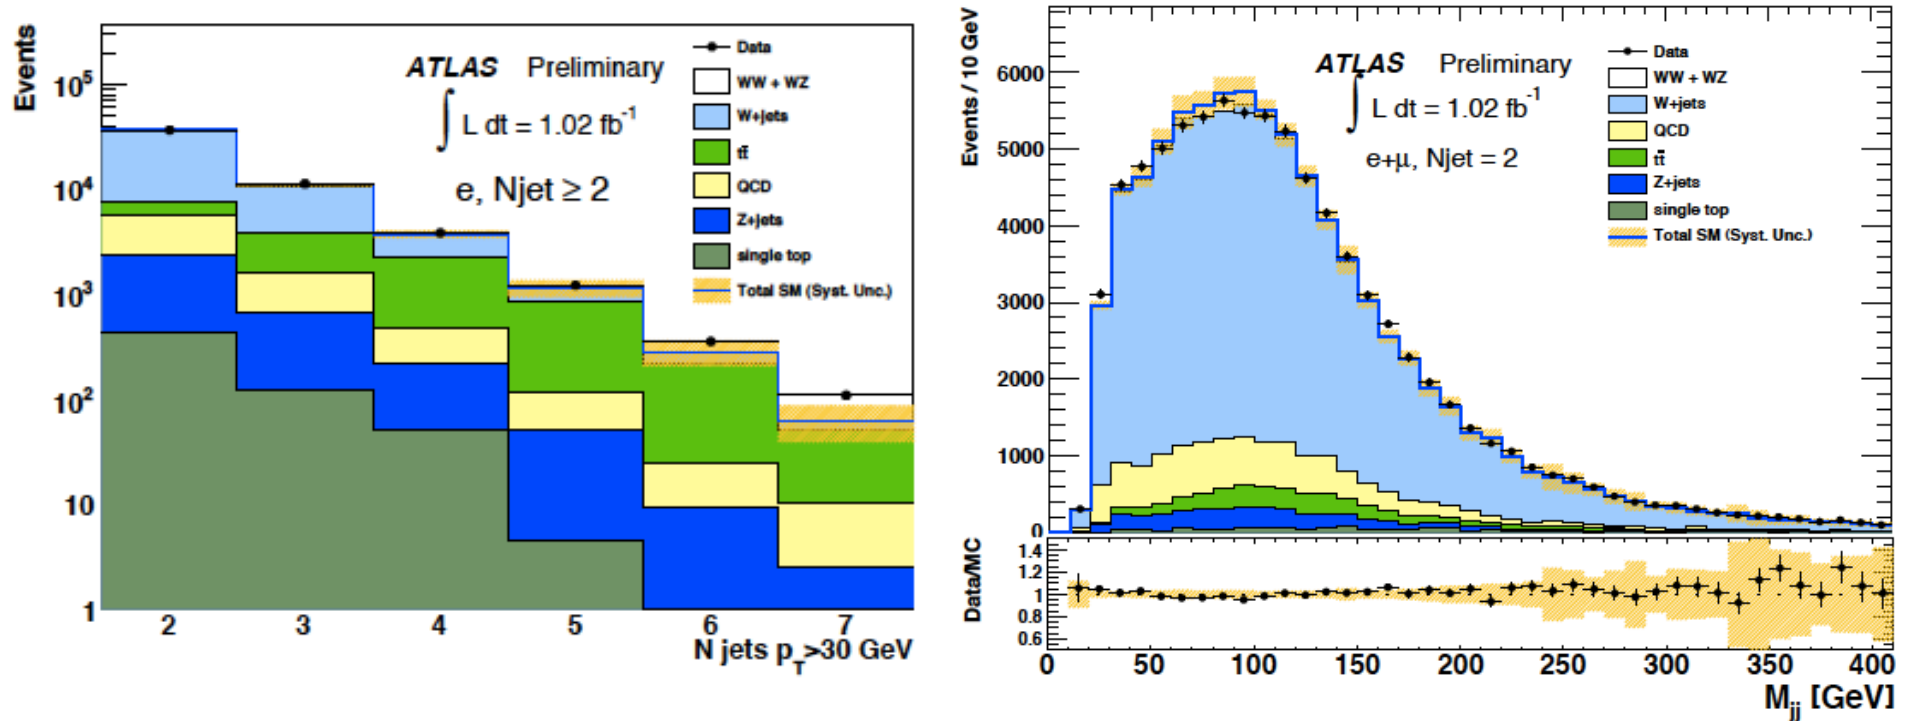 Events
10^5
10^4
10^3
10^2
10
1
ATLAS Preliminary
∫ L dt = 1.02 fb^-1
e, Njet ≥ 2
Data
WW + WZ
W+jets
tt̄
QCD
Z+jets
single top
Total SM (Syst. Unc.)
2 3 4 5 6 7
N jets p_T>30 GeV
Events / 10 GeV
6000
5000
4000
3000
2000
1000
0
ATLAS Preliminary
∫ L dt = 1.02 fb^-1
e+μ, Njet = 2
Data
WW + WZ
W+jets
QCD
tt̄
Z+jets
single top
Total SM (Syst. Unc.)
Data/MC
1.4
1.2
1
0.8
0.6
0 50 100 150 200 250 300 350 400
M_jj [GeV]